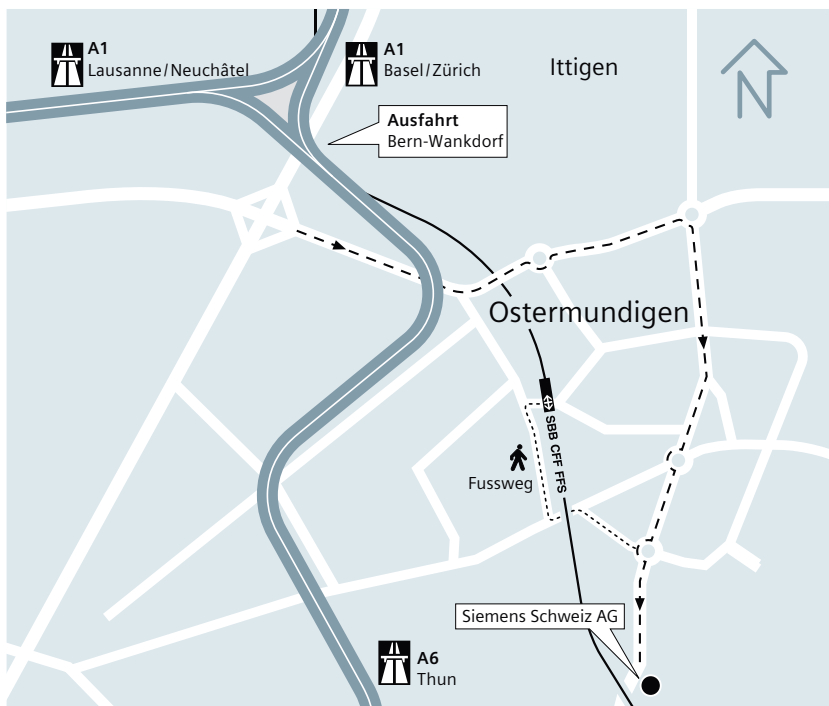 A1
Lausanne/Neuchâtel
A1
Basel/Zürich
Ittigen
N
Ausfahrt
Bern-Wankdorf
Ostermundigen
SBB CFF FFS
Fussweg
Siemens Schweiz AG
A6
Thun